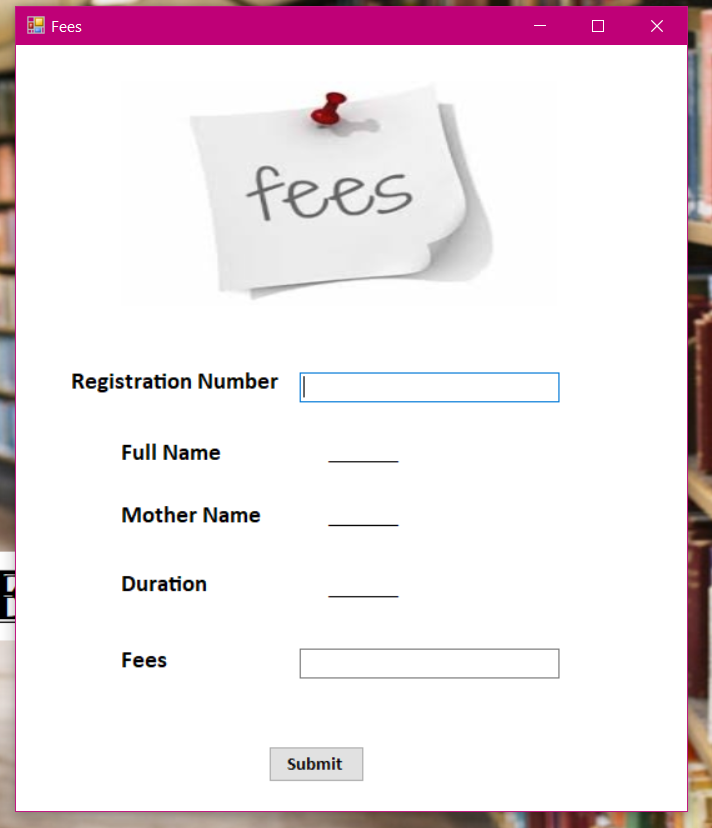 Fees
fees
Registration Number
Full Name
_______
Mother Name
_______
Duration
_______
Fees
Submit